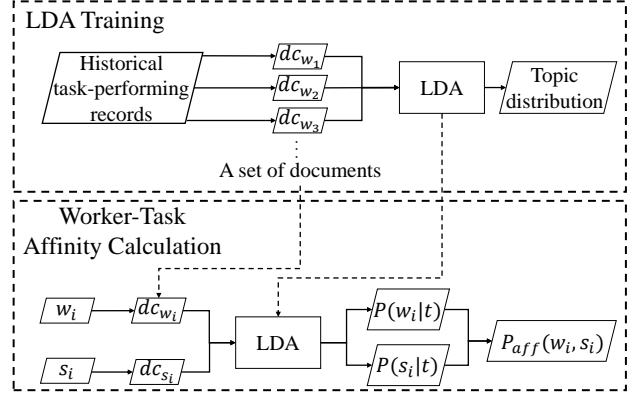 LDA Training
Historical
task-performing
records
dc_{w_1}
dc_{w_2}
dc_{w_3}
LDA
Topic
distribution
A set of documents
Worker-Task
Affinity Calculation
w_i
dc_{w_i}
s_i
dc_{s_i}
LDA
P(w_i|t)
P(s_i|t)
P_{aff}(w_i, s_i)